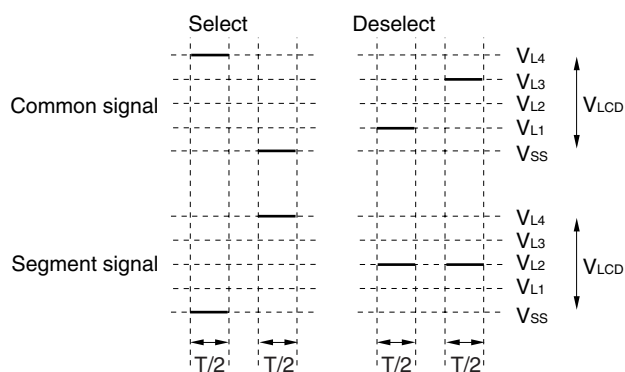 Select Deselect
VL4
VL3
Common signal VL2 VLCD
VL1
VSS
VL4
VL3
Segment signal VL2 VLCD
VL1
VSS
T/2 T/2 T/2 T/2